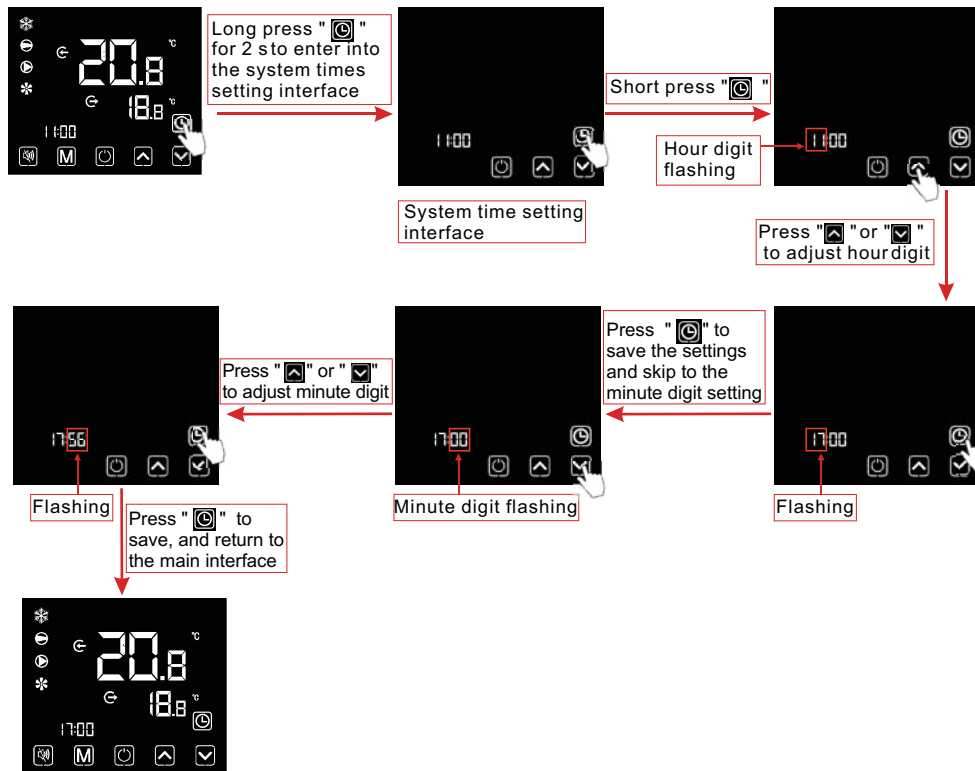 20.8 °C
18.8 °C
11:00
M
Long press " "
for 2 s to enter into
the system times
setting interface
11:00
System time setting
interface
Short press " "
Hour digit
flashing
11:00
Press " " or " "
to adjust hour digit
17:00
Flashing
Press " " to
save the settings
and skip to the
minute digit setting
17:00
Minute digit flashing
Press " " or " "
to adjust minute digit
17:56
Flashing
Press " " to
save, and return to
the main interface
20.8 °C
18.8 °C
17:00
M